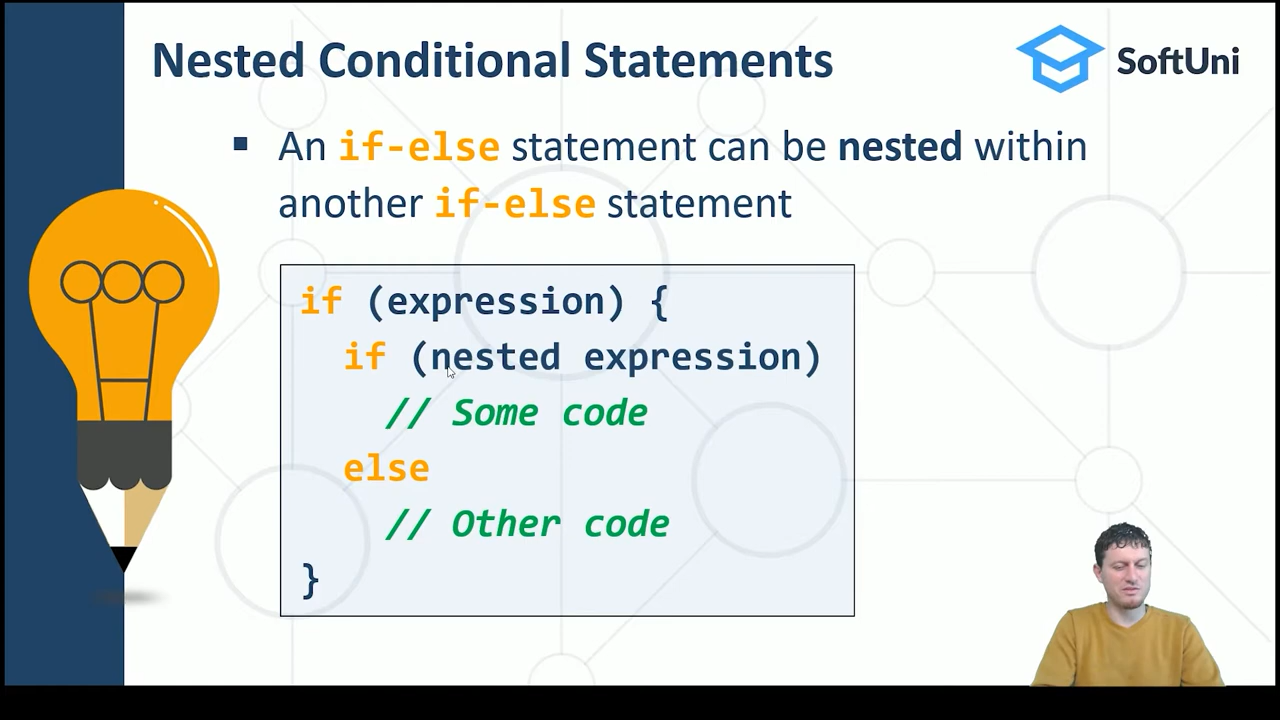 Nested Conditional Statements
SoftUni
▪ An if-else statement can be nested within
another if-else statement
if (expression) {
  if (nested expression)
    // Some code
  else
    // Other code
}